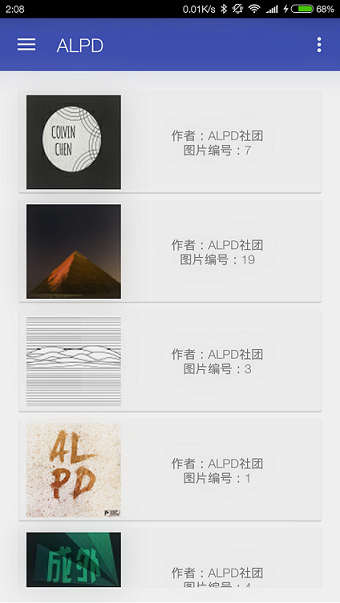 2:08
0.01K/s
68%
ALPD
COLVEN
CHEN
作者：ALPD社团
图片编号：7
作者：ALPD社团
图片编号：19
作者：ALPD社团
图片编号：3
AL
PD
作者：ALPD社团
图片编号：1
成外
作者：ALPD社团
图片编号：4